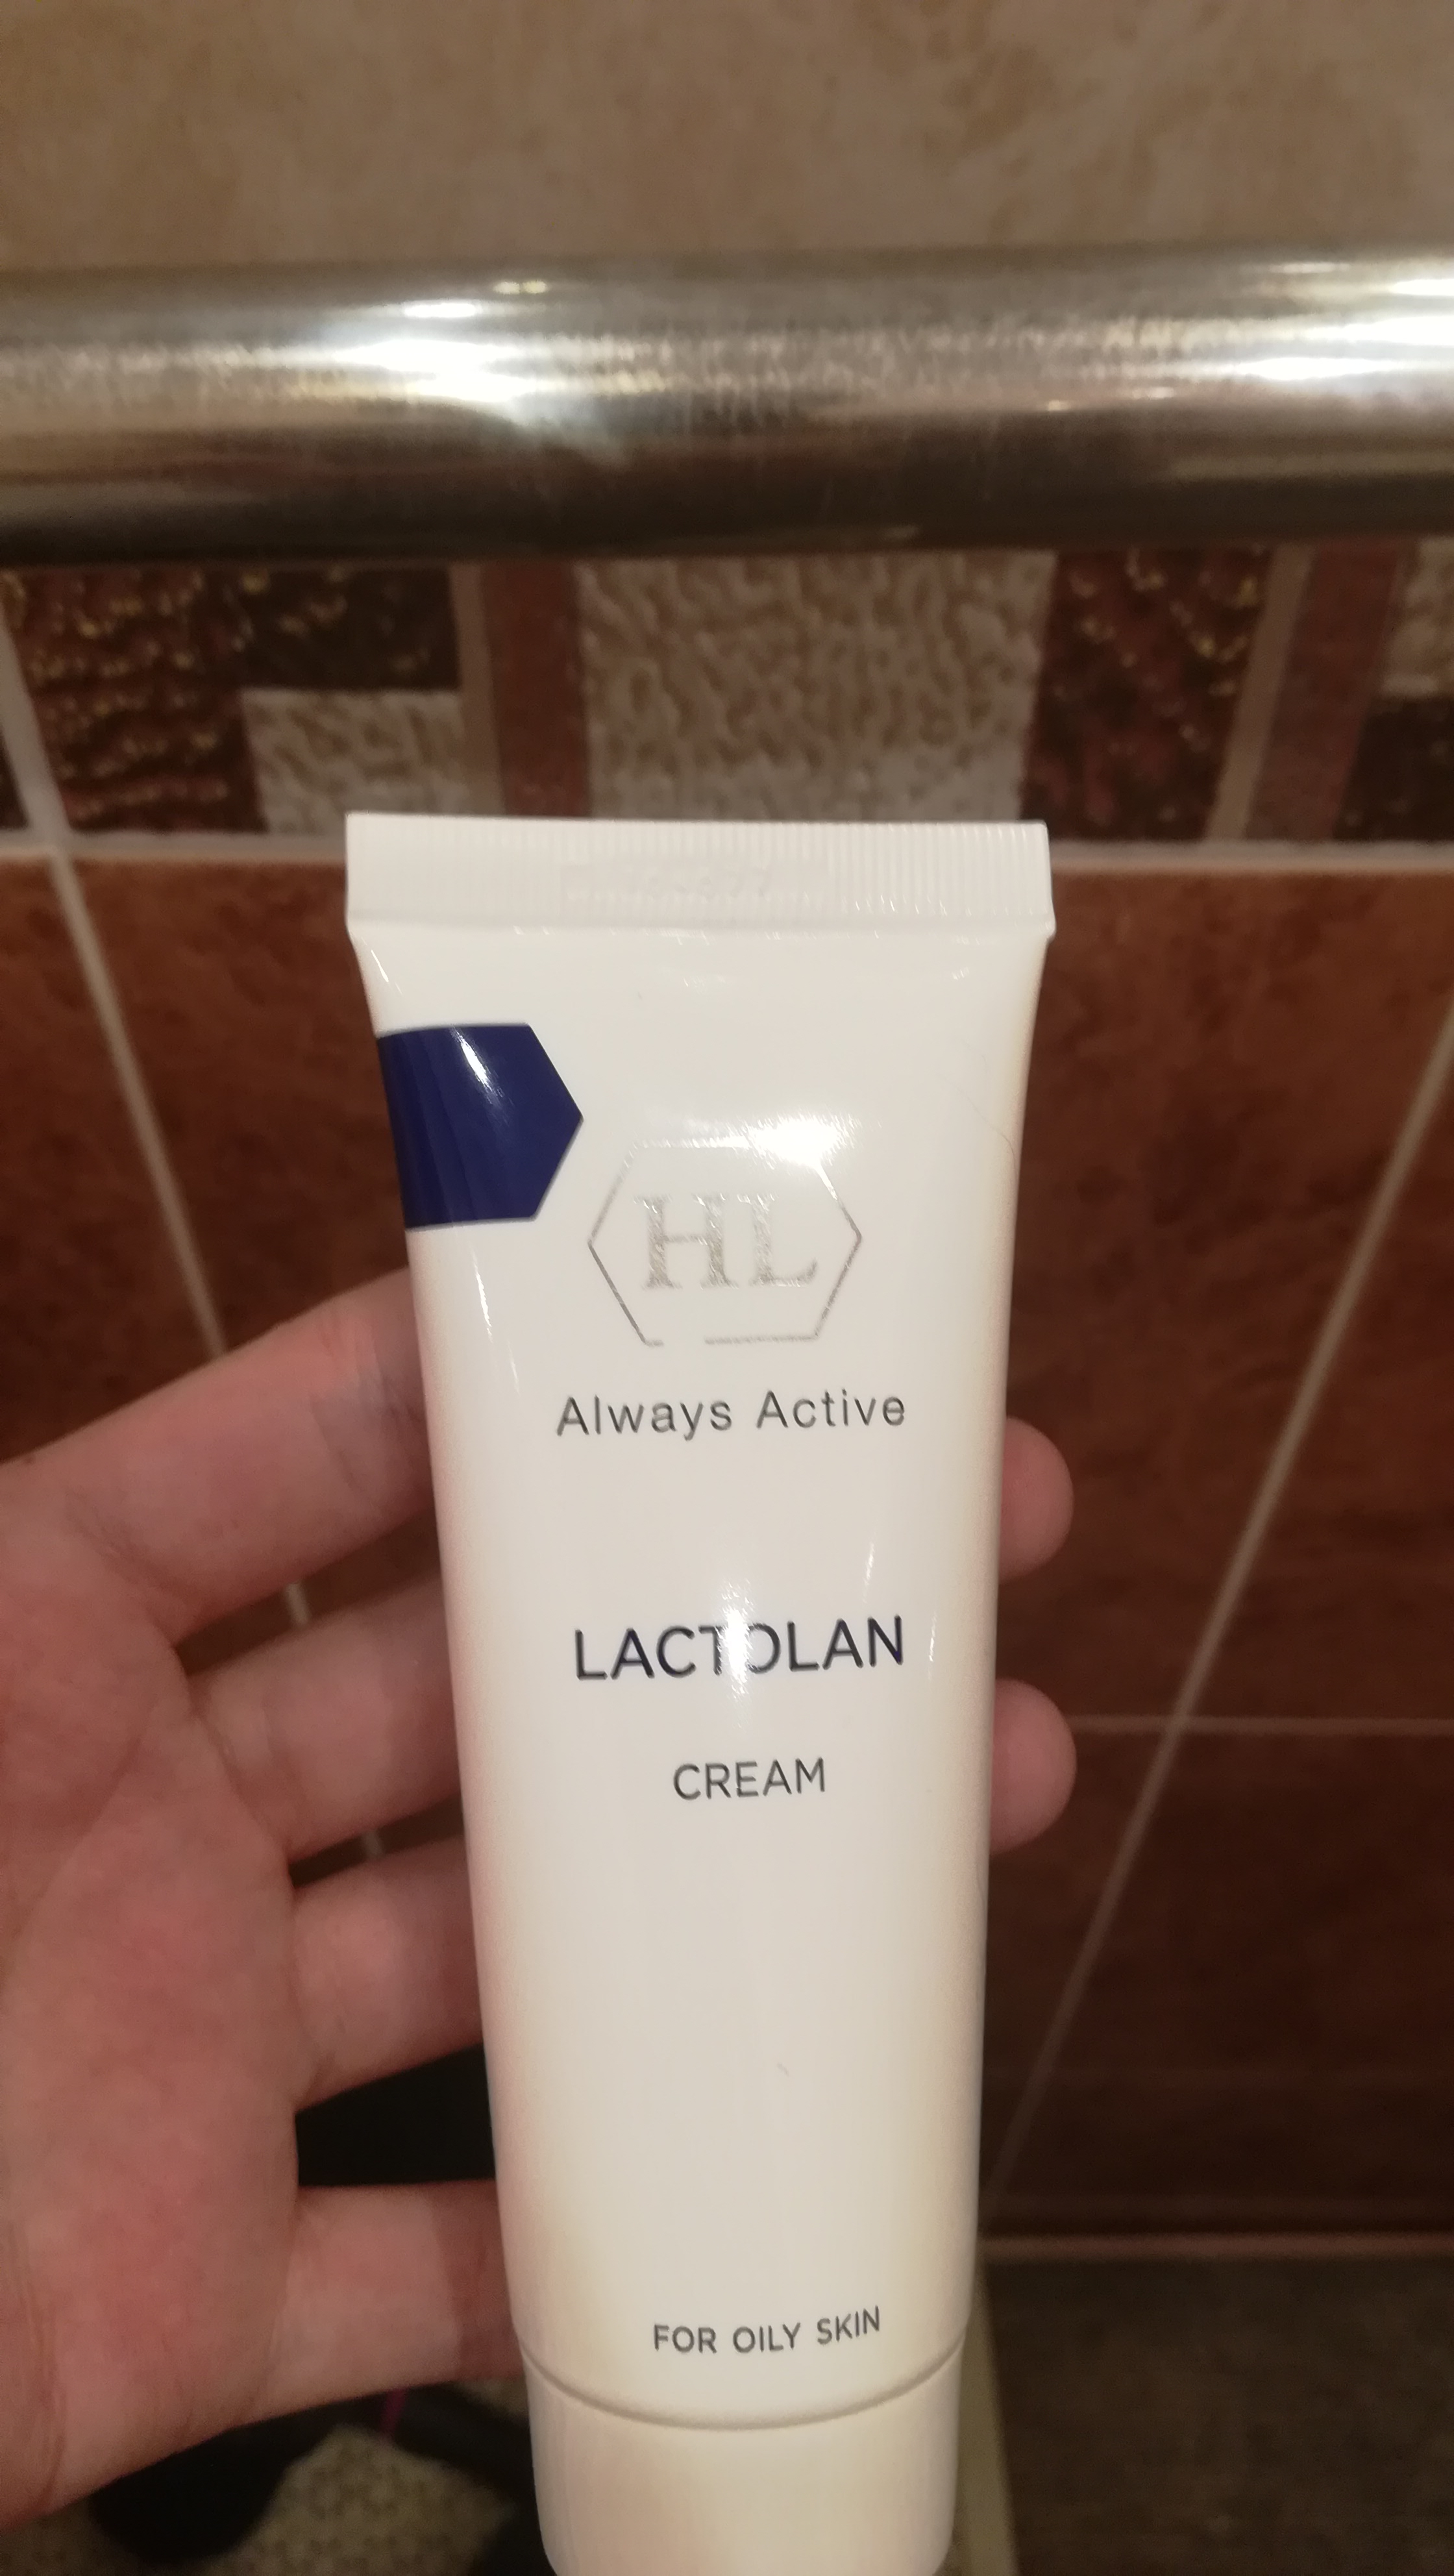 HL
Always Active
LACTOLAN
CREAM
FOR OILY SKIN